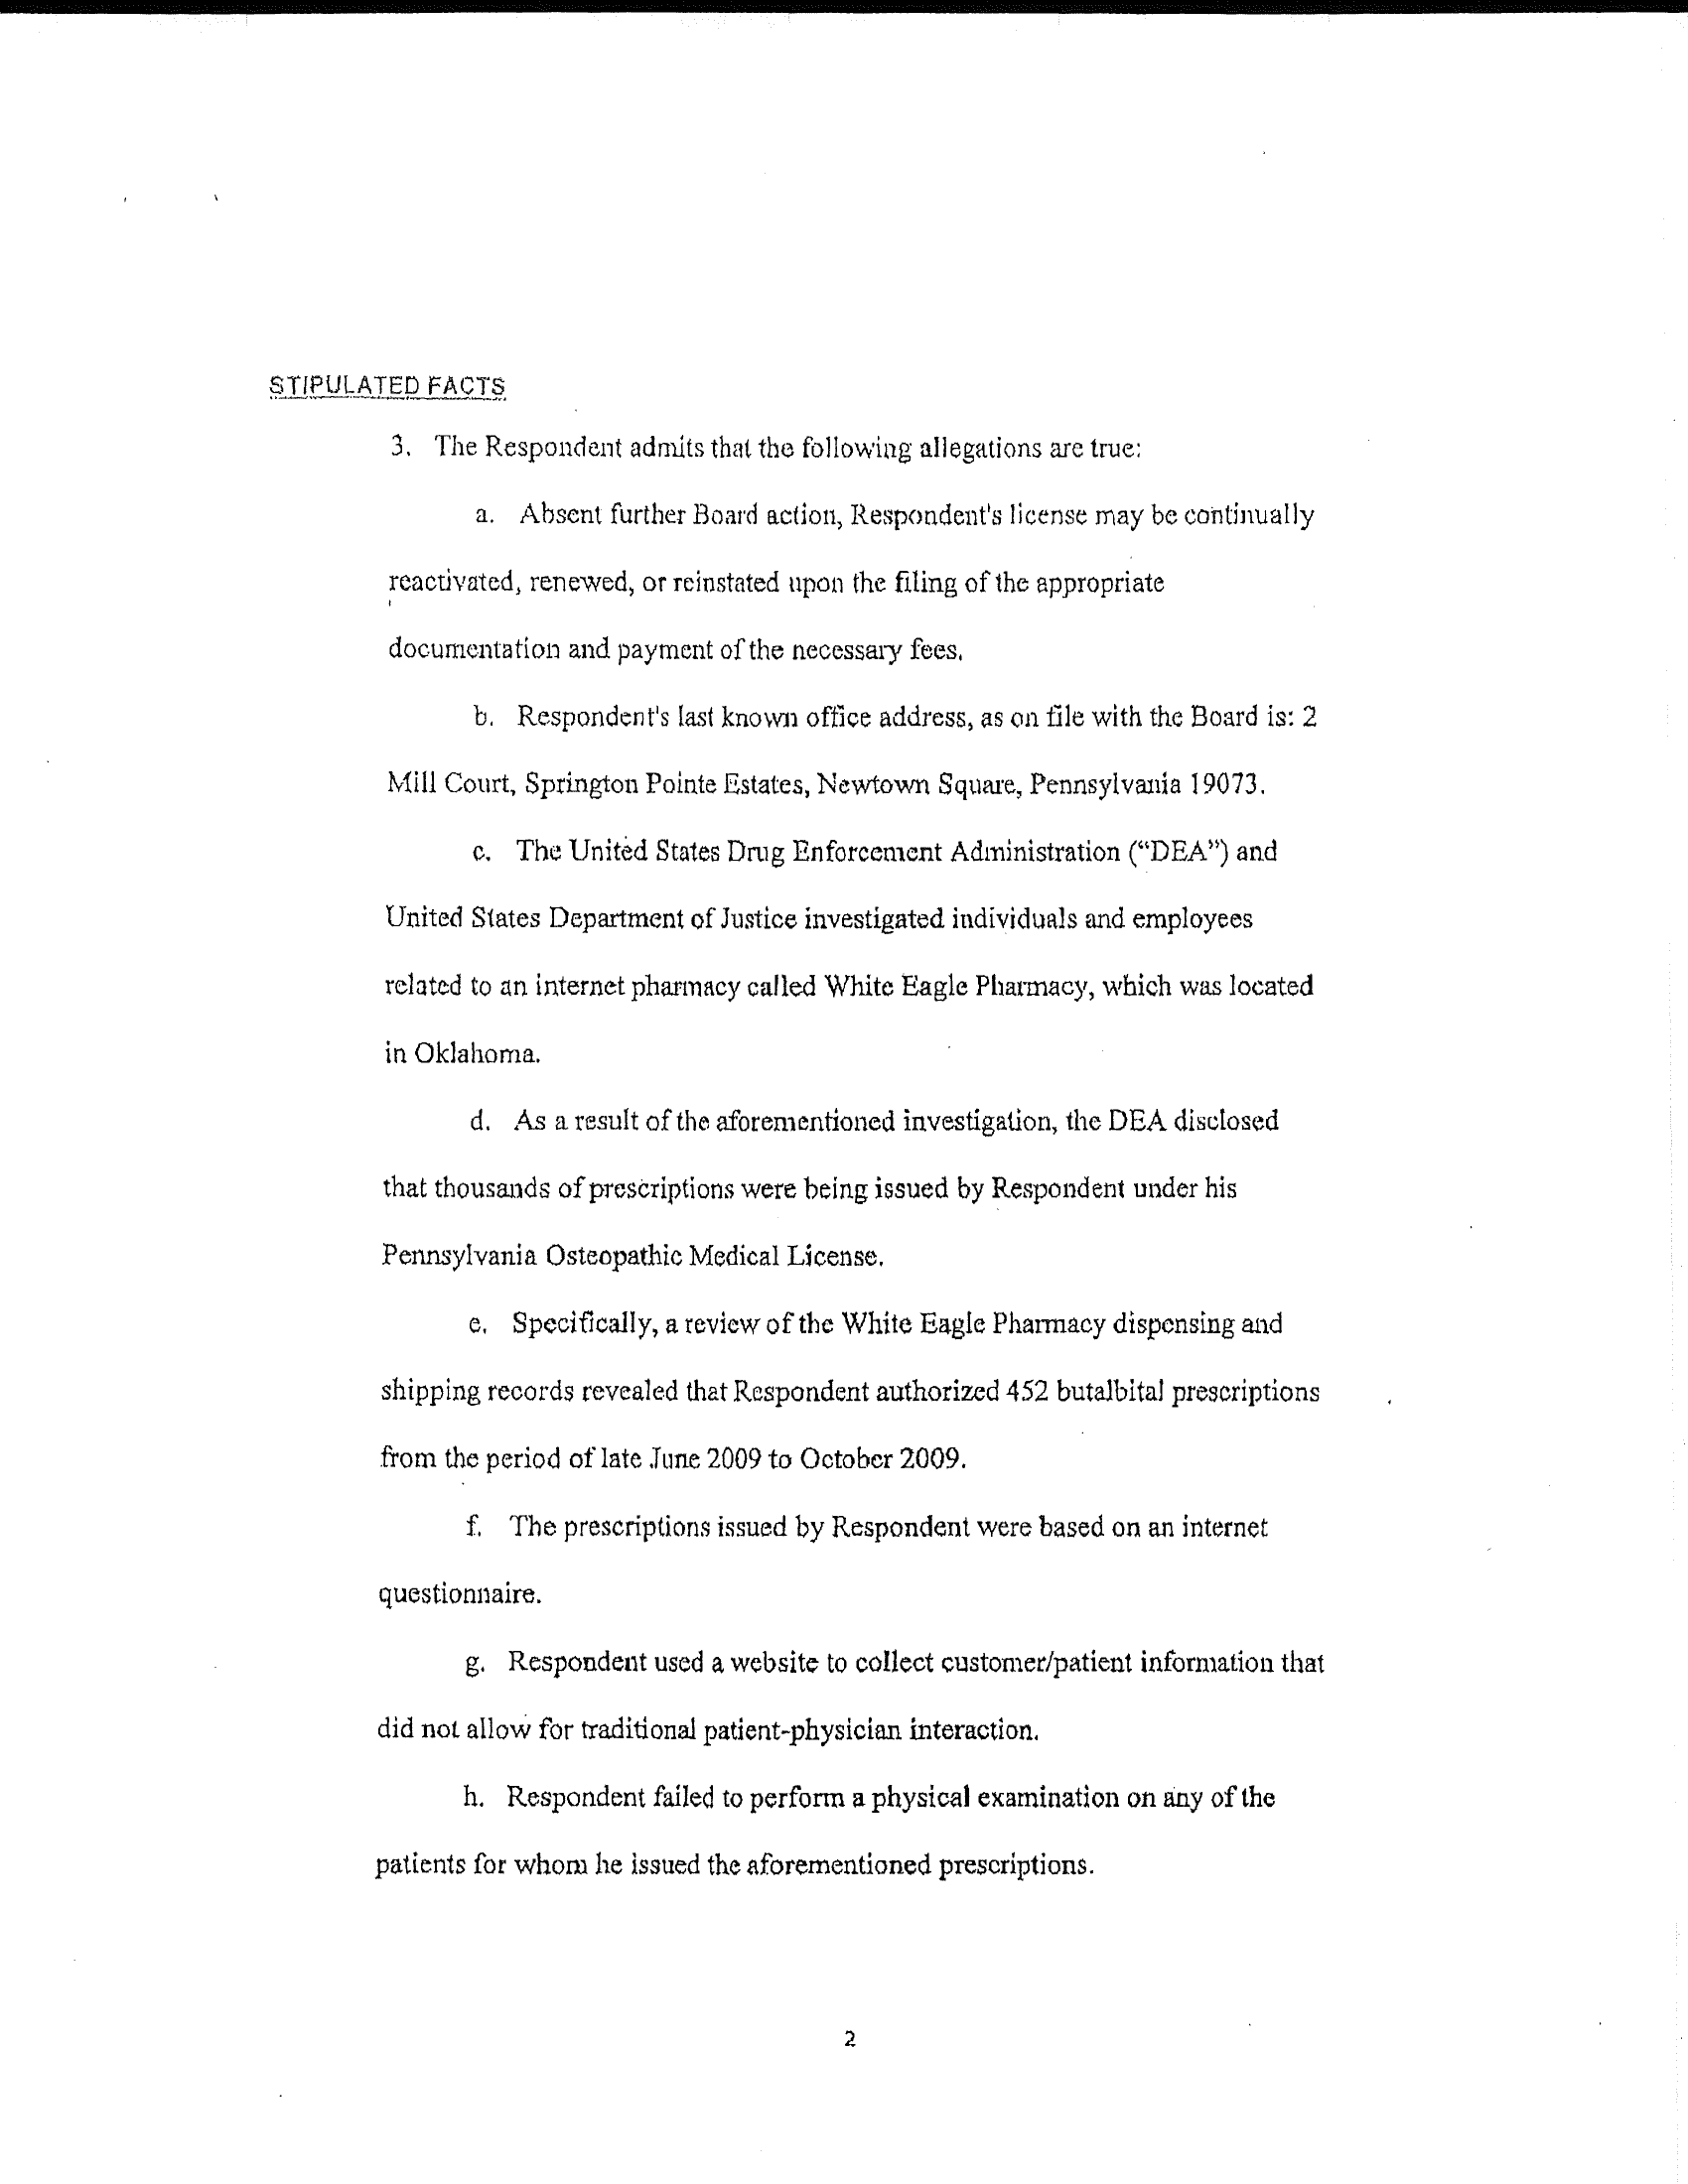 STIPULATED FACTS
3. The Respondent admits that the following allegations are true:
a. Absent further Board action, Respondent's license may be continually
reactivated, renewed, or reinstated upon the filing of the appropriate
documentation and payment of the necessary fees.
b. Respondent's last known office address, as on file with the Board is: 2
Mill Court, Springton Pointe Estates, Newtown Square, Pennsylvania 19073.
c. The United States Drug Enforcement Administration (“DEA”) and
United States Department of Justice investigated individuals and employees
related to an internet pharmacy called White Eagle Pharmacy, which was located
in Oklahoma.
d. As a result of the aforementioned investigation, the DEA disclosed
that thousands of prescriptions were being issued by Respondent under his
Pennsylvania Osteopathic Medical License.
e. Specifically, a review of the White Eagle Pharmacy dispensing and
shipping records revealed that Respondent authorized 452 butalbital prescriptions
from the period of late June 2009 to October 2009.
f. The prescriptions issued by Respondent were based on an internet
questionnaire.
g. Respondent used a website to collect customer/patient information that
did not allow for traditional patient-physician interaction.
h. Respondent failed to perform a physical examination on any of the
patients for whom he issued the aforementioned prescriptions.
2